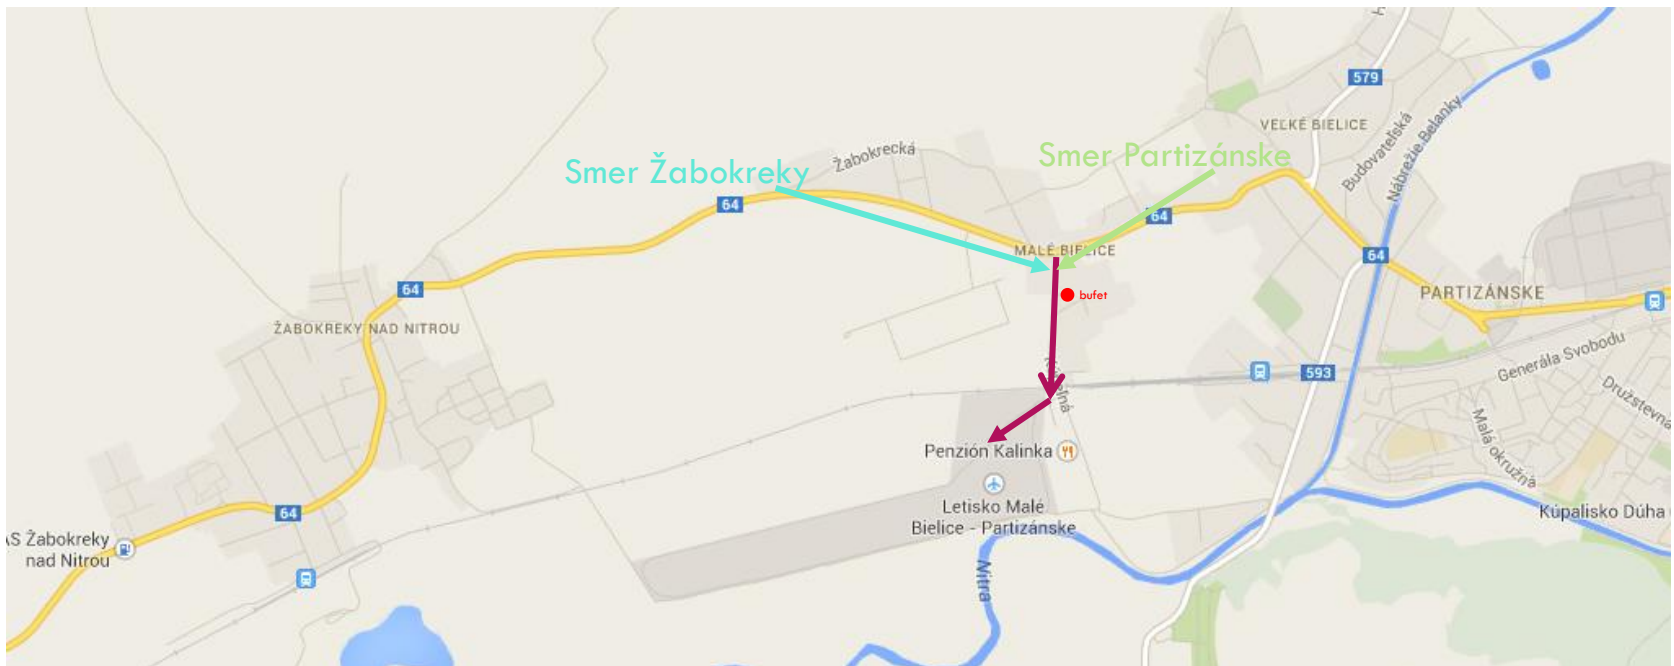 579
VEĽKÉ BIELICE
Budovateľská
Nábrežie Belanky
Žabokrecká
Smer Partizánske
Smer Žabokreky
64
64
MALÉ BIELICE
64
64
PARTIZÁNSKE
bufet
ŽABOKREKY NAD NITROU
Generála Svobodu
593
Družstevná
Malá okružná
Penzión Kalinka
Letisko Malé
Bielice - Partizánske
64
Kúpalisko Dúha
AS Žabokreky
nad Nitrou
Nitra